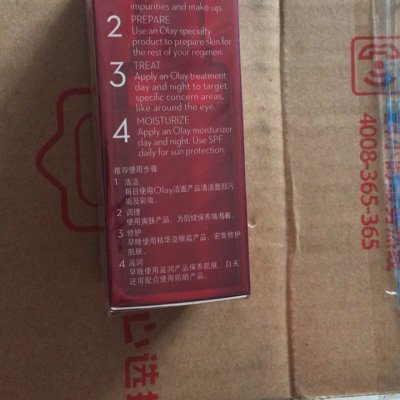 impurities and make-up.
2 PREPARE
Use an Olay specialty
product to prepare skin for
the rest of your regimen.
3 TREAT
Apply an Olay treatment
day and night to target
specific concern areas,
like around the eye.
4 MOISTURIZE
Apply an Olay moisturizer
day and night. Use SPF
daily for sun protection.
推荐使用步骤
1 清洁
每日使用Olay洁面产品清洁面部污
垢及彩妆。
2 调理
使用爽肤产品，为后续保养做准备。
3 修护
早晚使用精华及眼霜产品，密集修护
肌肤。
4 滋润
早晚使用滋润产品保养肌肤，白天
还可配合使用防晒产品。
4008-365-365
心选